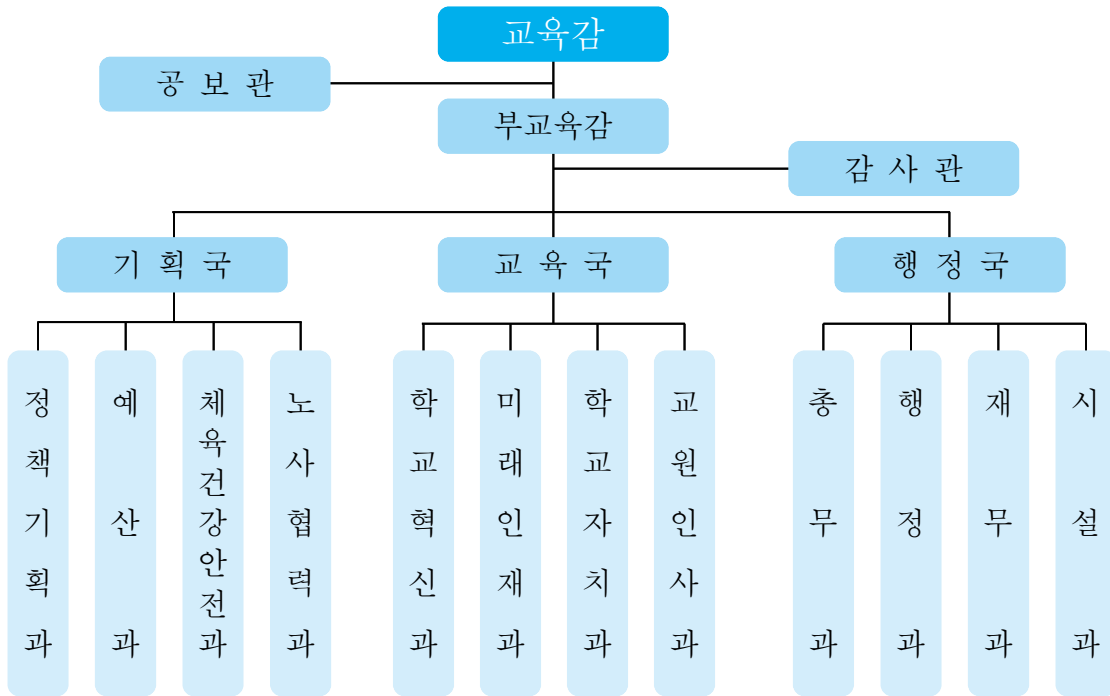 교육감
공 보 관
부교육감
감 사 관
기 획 국
교 육 국
행 정 국
정책기획과
예산과
체육건강안전과
노사협력과
학교혁신과
미래인재과
학교자치과
교원인사과
총무과
행정과
재무과
시설과